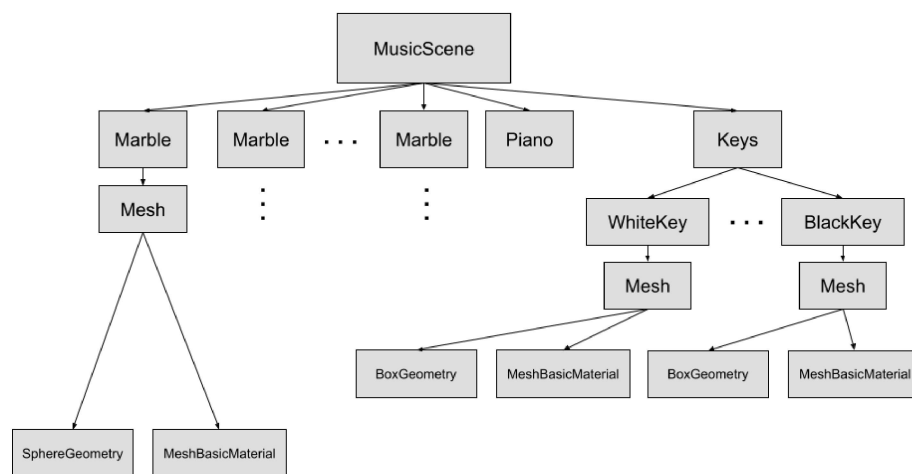 MusicScene
Marble
Marble
. . .
Marble
Piano
Keys
Mesh
WhiteKey
. . .
BlackKey
Mesh
Mesh
BoxGeometry
MeshBasicMaterial
BoxGeometry
MeshBasicMaterial
SphereGeometry
MeshBasicMaterial